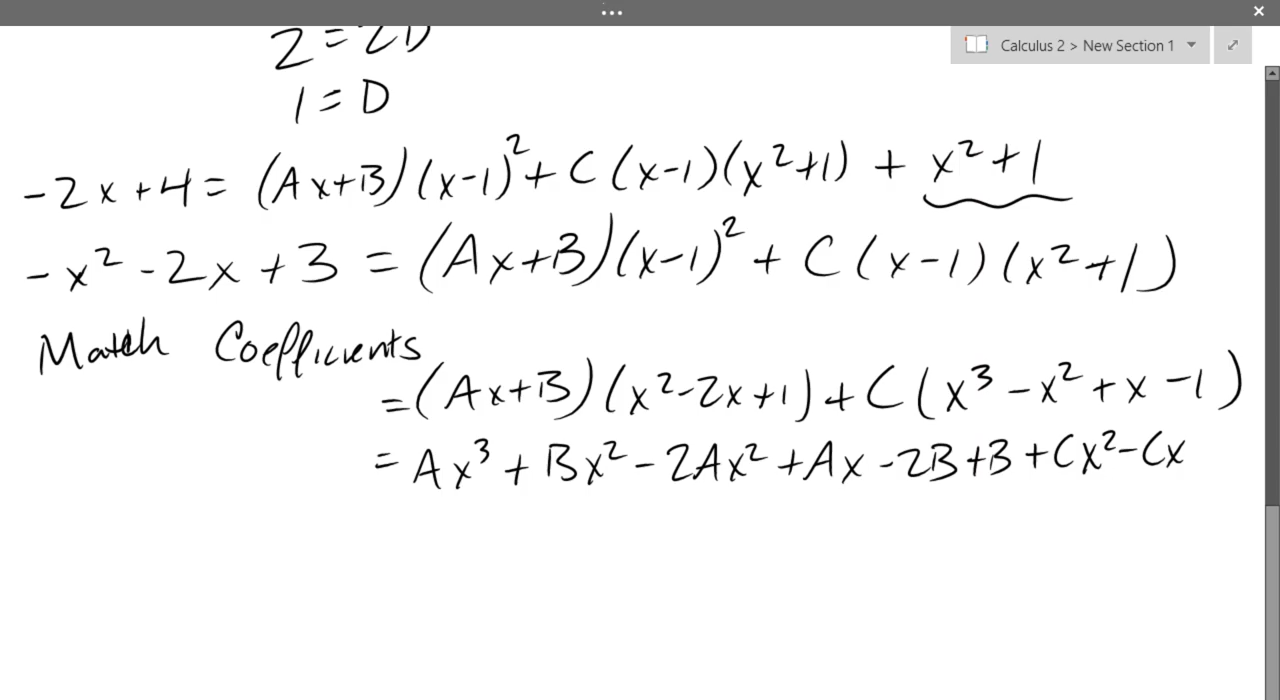 Calculus 2 > New Section 1
2 = 2D
1 = D
-2x + 4 = (Ax+B)(x-1)² + C(x-1)(x²+1) + x²+1
-x² - 2x + 3 = (Ax+B)(x-1)² + C(x-1)(x²+1)
Match Coefficients
= (Ax+B)(x²-2x+1) + C(x³ - x² + x - 1)
= Ax³ + Bx² - 2Ax² + Ax - 2B + B + Cx² - Cx